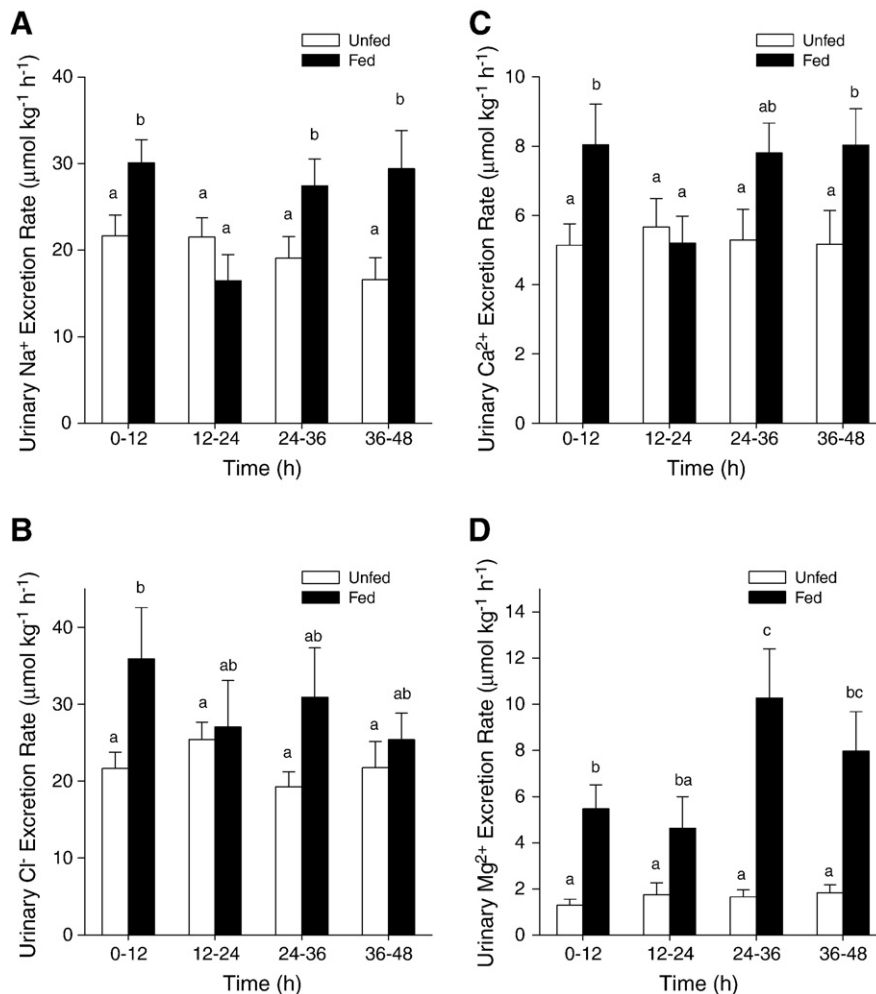 A
Unfed
Fed
Urinary Na⁺ Excretion Rate (μmol kg⁻¹ h⁻¹)
40
30
20
10
0
a
b
a
a
a
b
a
b
0-12
12-24
24-36
36-48
Time (h)
C
Unfed
Fed
Urinary Ca²⁺ Excretion Rate (μmol kg⁻¹ h⁻¹)
10
8
6
4
2
0
a
b
a
a
a
ab
a
b
0-12
12-24
24-36
36-48
Time (h)
B
Unfed
Fed
Urinary Cl⁻ Excretion Rate (μmol kg⁻¹ h⁻¹)
40
30
20
10
0
a
b
a
ab
a
ab
a
ab
0-12
12-24
24-36
36-48
Time (h)
D
Unfed
Fed
Urinary Mg²⁺ Excretion Rate (μmol kg⁻¹ h⁻¹)
14
12
10
8
6
4
2
0
a
b
a
ba
a
c
a
bc
0-12
12-24
24-36
36-48
Time (h)